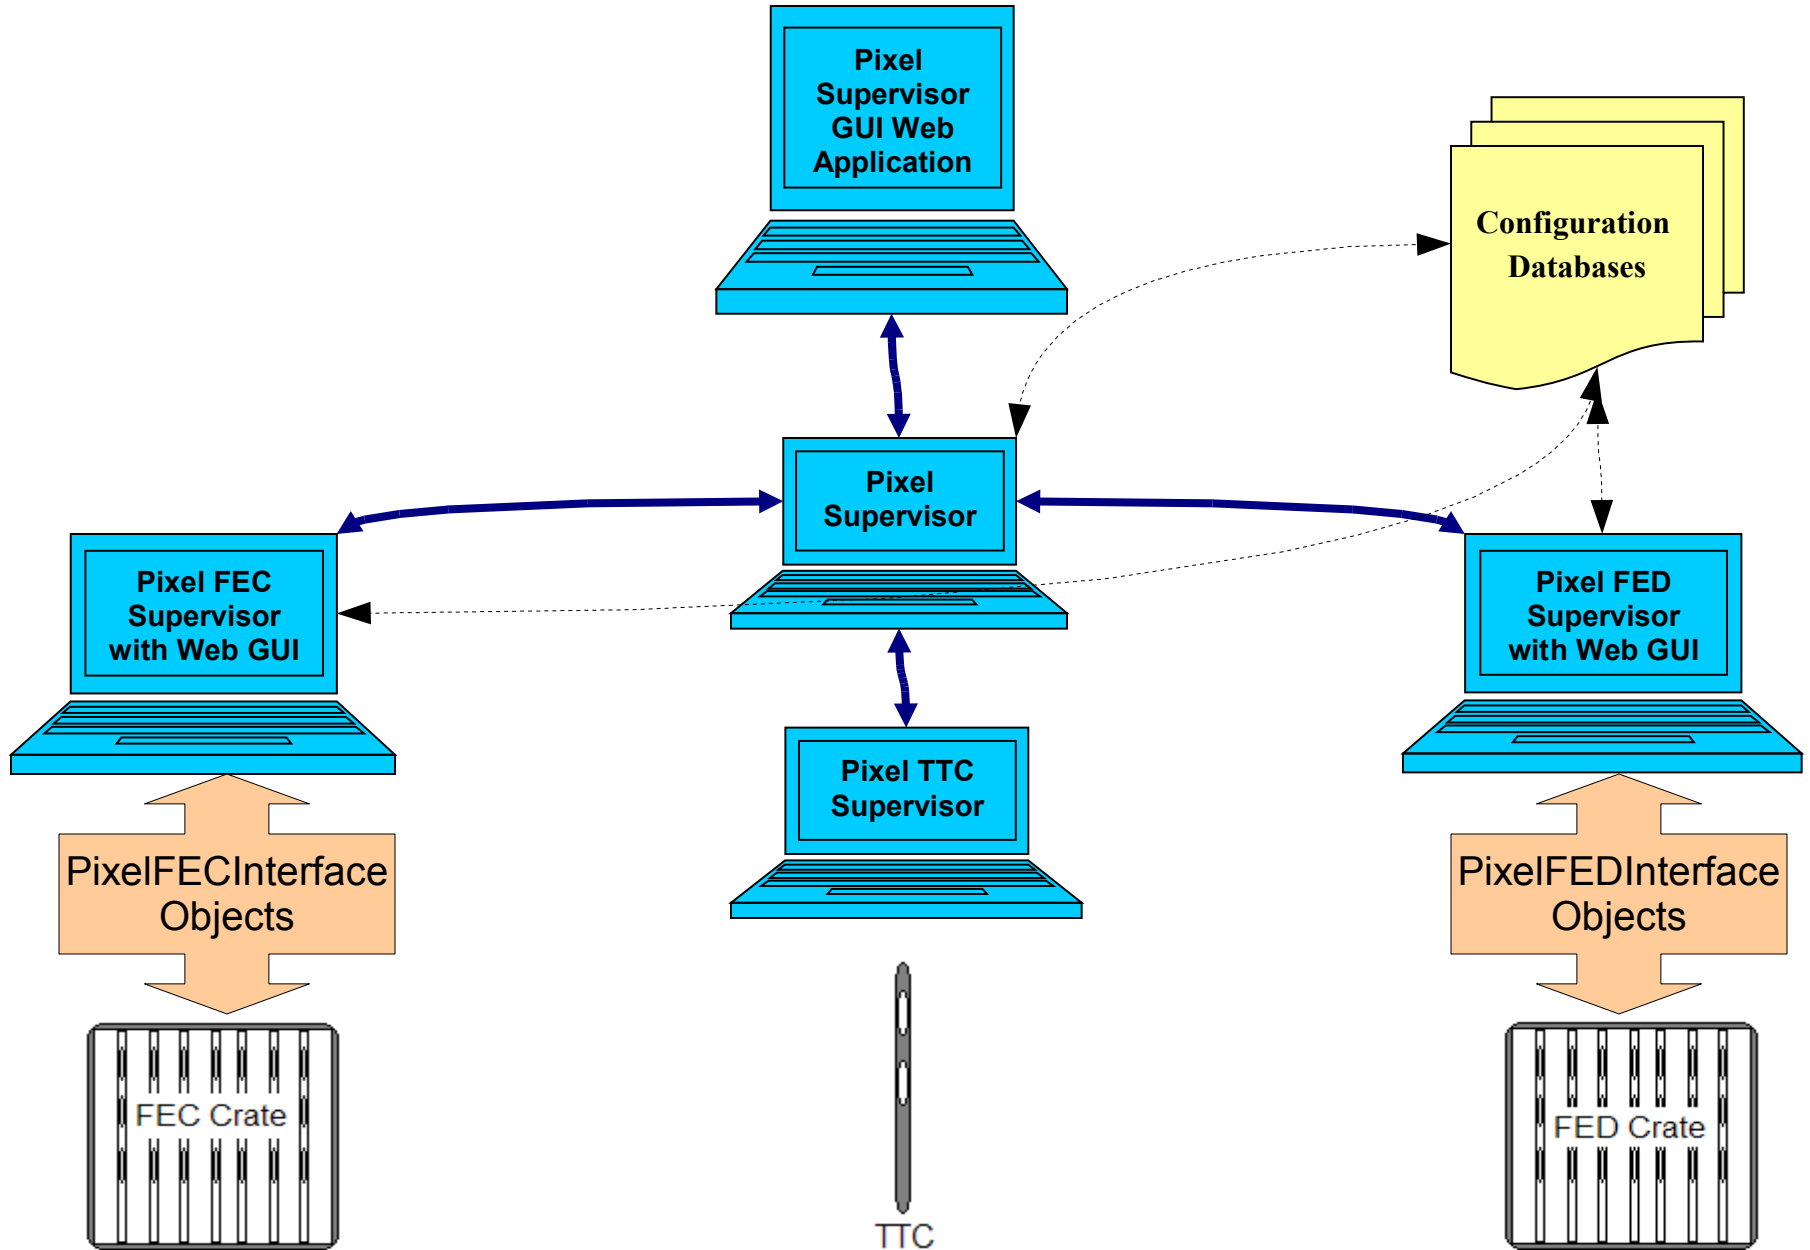 Pixel
Supervisor
GUI Web
Application
Configuration
Databases
Pixel
Supervisor
Pixel FEC
Supervisor
with Web GUI
Pixel FED
Supervisor
with Web GUI
Pixel TTC
Supervisor
PixelFECInterface
Objects
PixelFEDInterface
Objects
FEC Crate
FED Crate
TTC